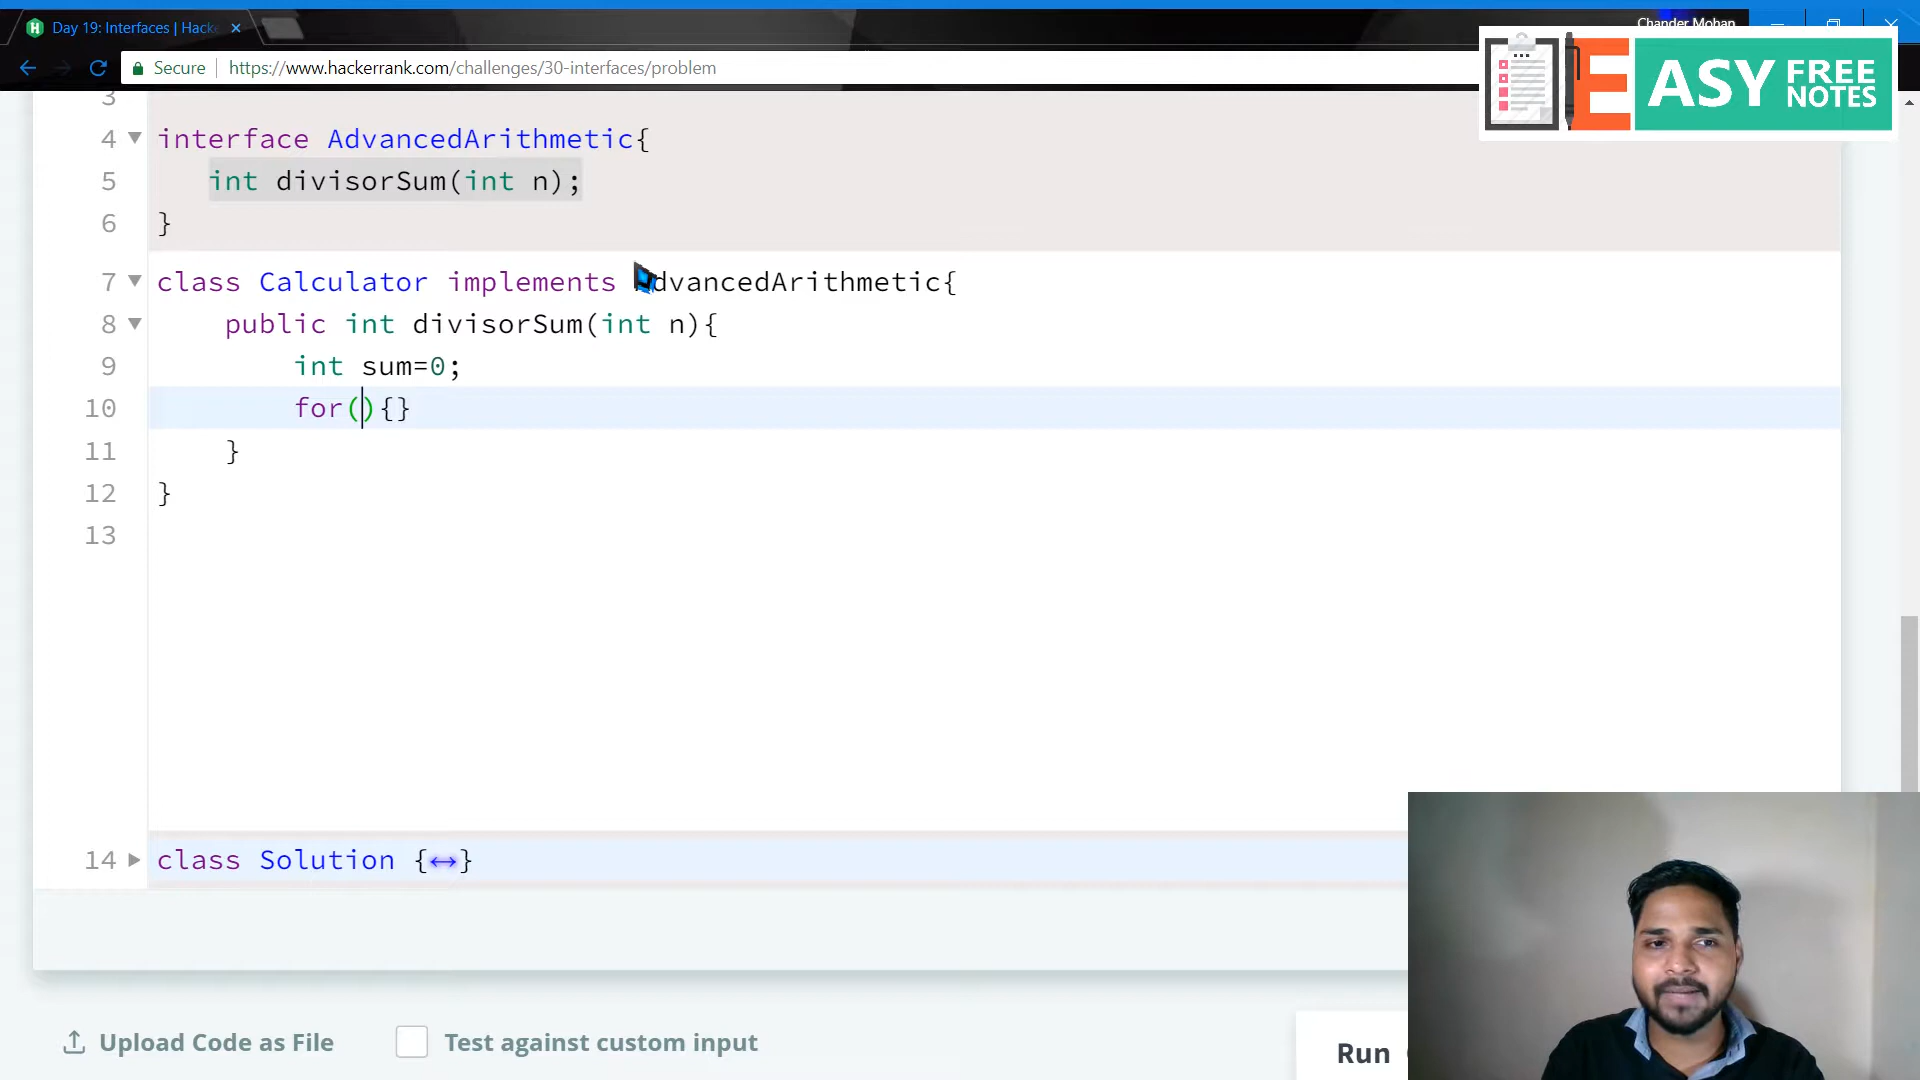 Day 19: Interfaces | Hacke
Chander Mohan
Secure
https://www.hackerrank.com/challenges/30-interfaces/problem
EASY FREE NOTES
3
4 interface AdvancedArithmetic{
5 int divisorSum(int n);
6 }
7 class Calculator implements AdvancedArithmetic{
8 public int divisorSum(int n){
9 int sum=0;
10 for(){}
11 }
12 }
13
14 class Solution {↔}
Upload Code as File
Test against custom input
Run